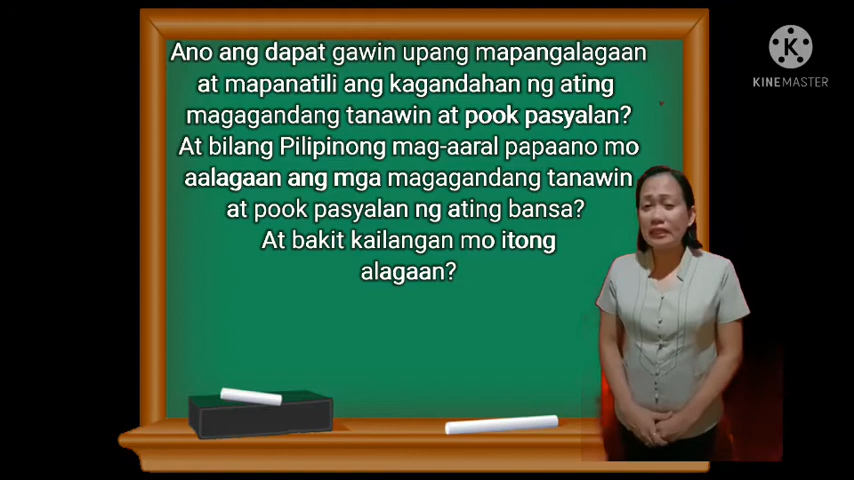 Ano ang dapat gawin upang mapangalagaan
at mapanatili ang kagandahan ng ating
magagandang tanawin at pook pasyalan?
At bilang Pilipinong mag-aaral papaano mo
aalagaan ang mga magagandang tanawin
at pook pasyalan ng ating bansa?
At bakit kailangan mo itong
alagaan?
K
KINEMASTER